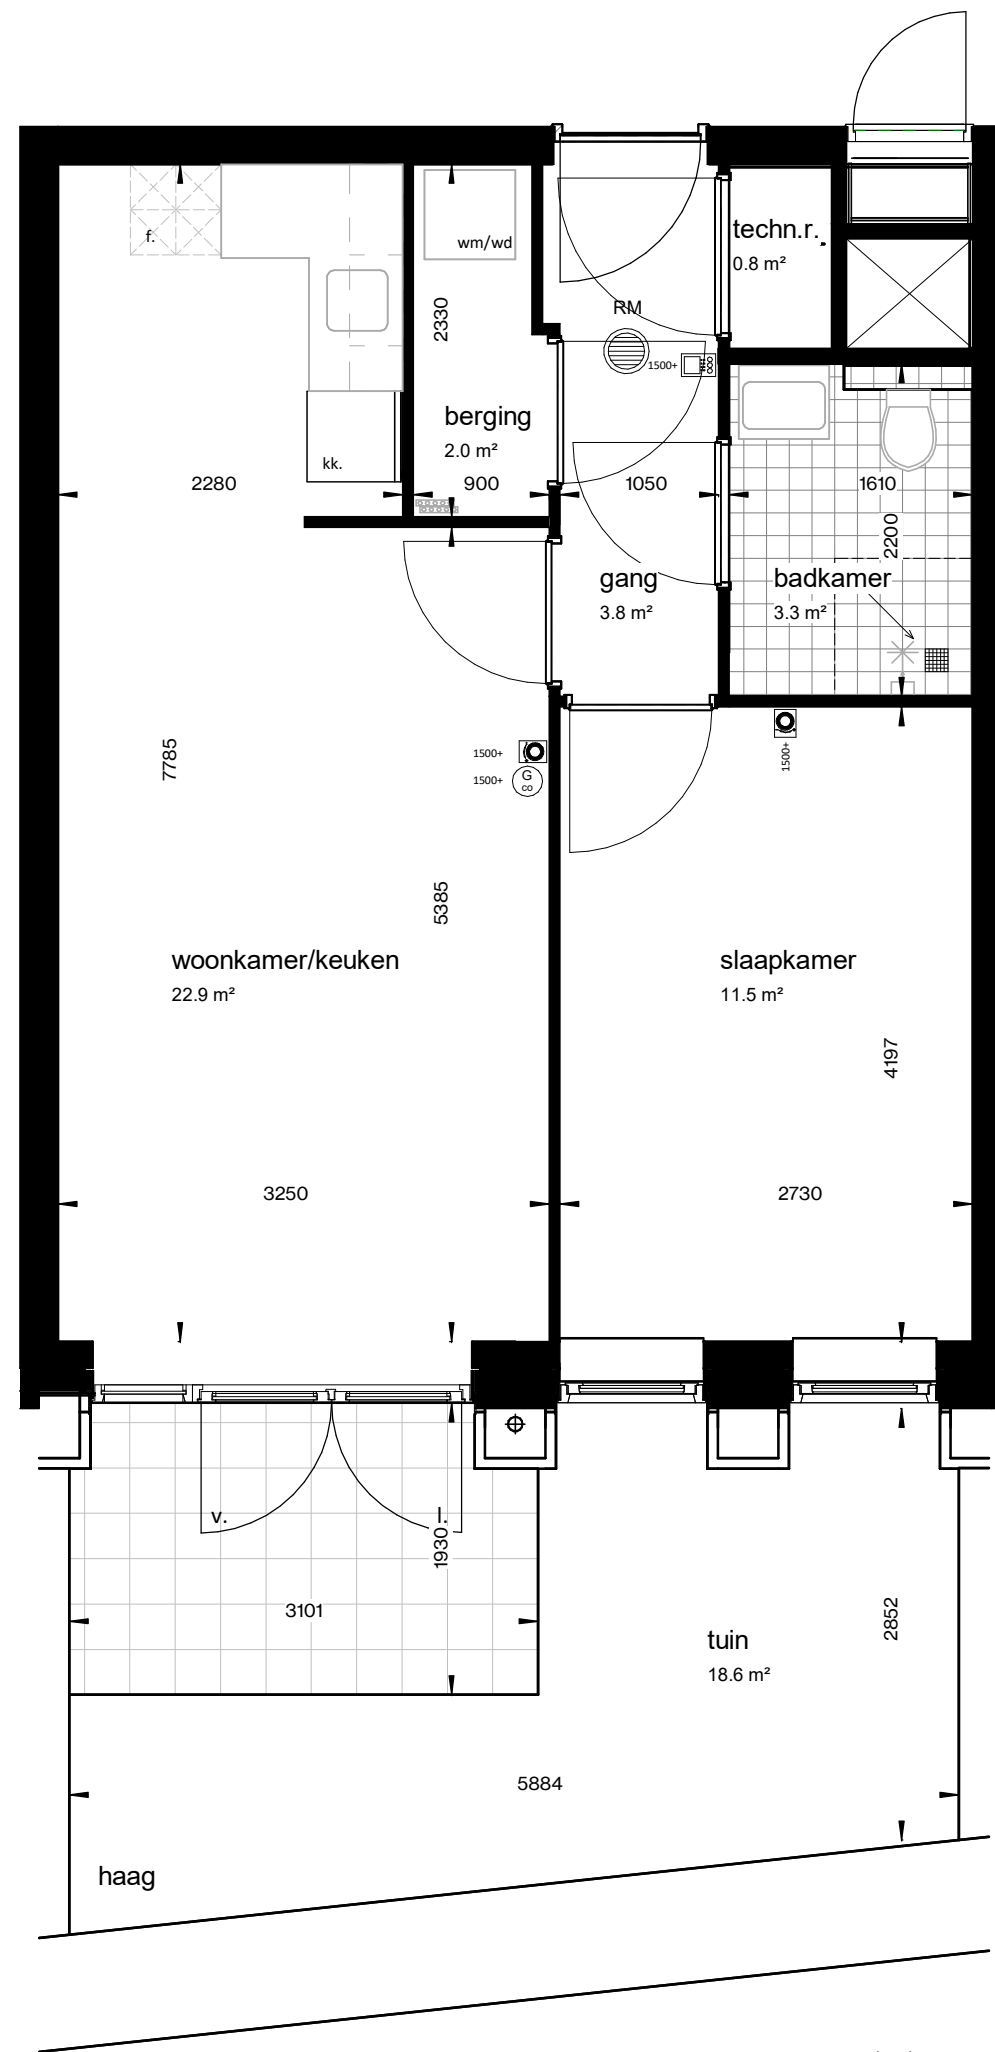 techn.r.
0.8 m²
f.
wm/wd
2330
RM
1500+
berging
2.0 m²
kk.
2280
900
1050
1610
2200
gang
3.8 m²
badkamer
3.3 m²
7785
1500+
1500+
G
co
1500+
5385
woonkamer/keuken
22.9 m²
slaapkamer
11.5 m²
4197
3250
2730
v.
l.
1930
3101
2852
tuin
18.6 m²
5884
haag